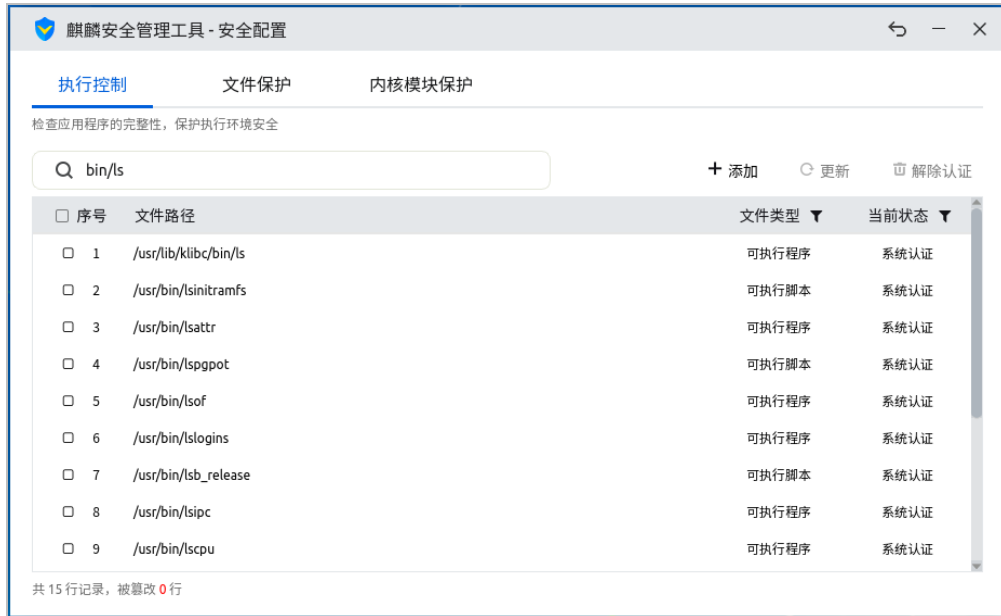 麒麟安全管理工具 - 安全配置
执行控制 文件保护 内核模块保护
检查应用程序的完整性，保护执行环境安全
bin/ls 添加 更新 解除认证
序号 文件路径 文件类型 当前状态
1 /usr/lib/klibc/bin/ls 可执行程序 系统认证
2 /usr/bin/lsinitramfs 可执行脚本 系统认证
3 /usr/bin/lsattr 可执行程序 系统认证
4 /usr/bin/lspgpot 可执行脚本 系统认证
5 /usr/bin/lsof 可执行程序 系统认证
6 /usr/bin/lslogins 可执行程序 系统认证
7 /usr/bin/lsb_release 可执行脚本 系统认证
8 /usr/bin/lsipc 可执行程序 系统认证
9 /usr/bin/lscpu 可执行程序 系统认证
共 15 行记录，被篡改 0 行